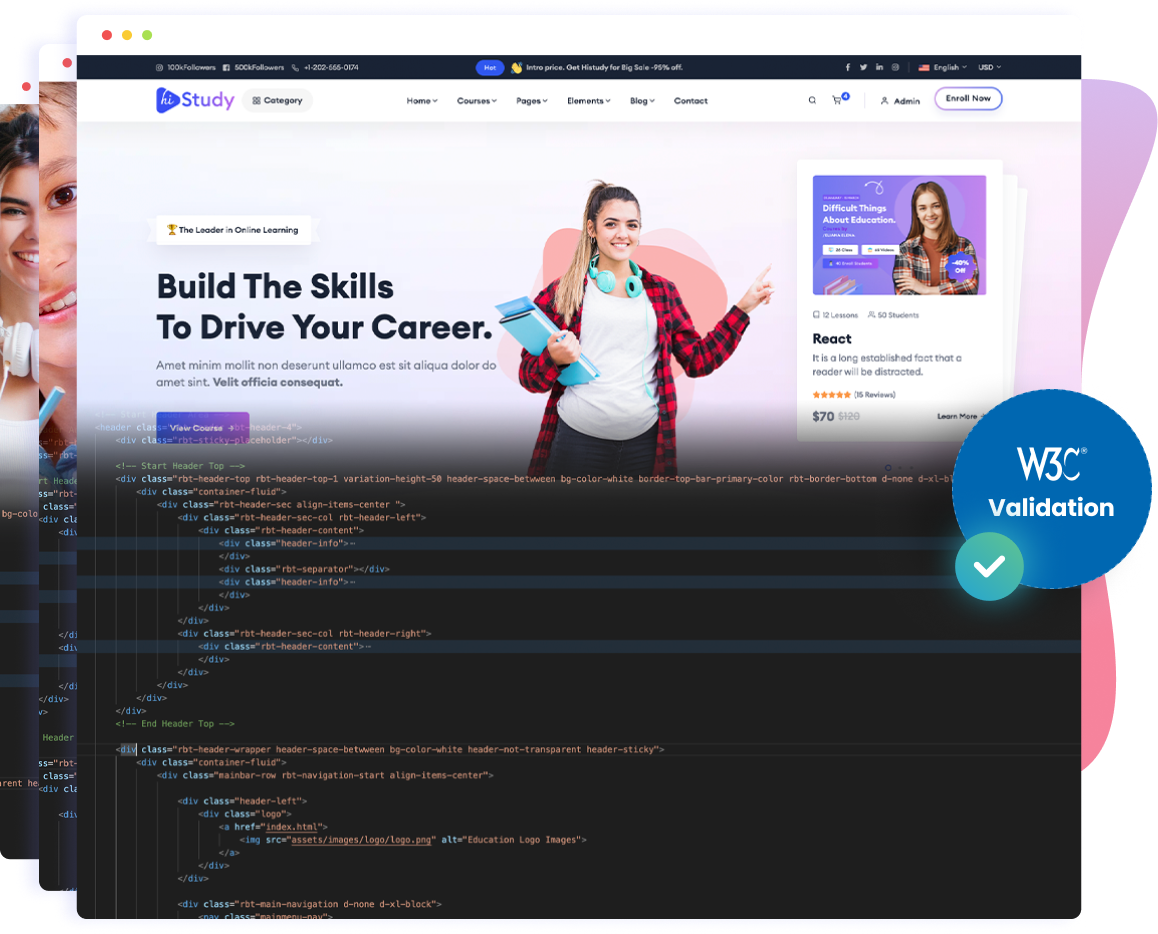 100kFollowers 500kFollowers +1-202-555-0174 Hot Intro price. Get Histudy for Big Sale -95% off. English USD
hi Study Category Home Courses Pages Elements Blog Contact 4 Admin Enroll Now
The Leader in Online Learning
Build The Skills
To Drive Your Career.
Amet minim mollit non deserunt ullamco est sit aliqua dolor do
amet sint. Velit officia consequat.
View Course
Difficult Things
About Education.
-40%
Off
12 Lessons 50 Students
React
It is a long established fact that a
reader will be distracted.
(15 Reviews)
$70 $120
Learn More
W3C®
Validation
<header class="rbt-header rbt-header-4">
<div class="rbt-sticky-placeholder"></div>
<!-- Start Header Top -->
<div class="rbt-header-top rbt-header-top-1 variation-height-50 header-space-betwween bg-color-white border-top-bar-primary-color rbt-border-bottom d-none d-xl-bl
<div class="container-fluid">
<div class="rbt-header-sec align-items-center ">
<div class="rbt-header-sec-col rbt-header-left">
<div class="rbt-header-content">
<div class="header-info">
</div>
<div class="rbt-separator"></div>
<div class="header-info">
</div>
</div>
</div>
<div class="rbt-header-sec-col rbt-header-right">
<div class="rbt-header-content">
</div>
</div>
</div>
</div>
</div>
<!-- End Header Top -->
<div class="rbt-header-wrapper header-space-betwween bg-color-white header-not-transparent header-sticky">
<div class="container-fluid">
<div class="mainbar-row rbt-navigation-start align-items-center">
<div class="header-left">
<div class="logo">
<a href="index.html">
<img src="assets/images/logo/logo.png" alt="Education Logo Images">
</a>
</div>
</div>
<div class="rbt-main-navigation d-none d-xl-block">
<nav class="mainmenu-nav">